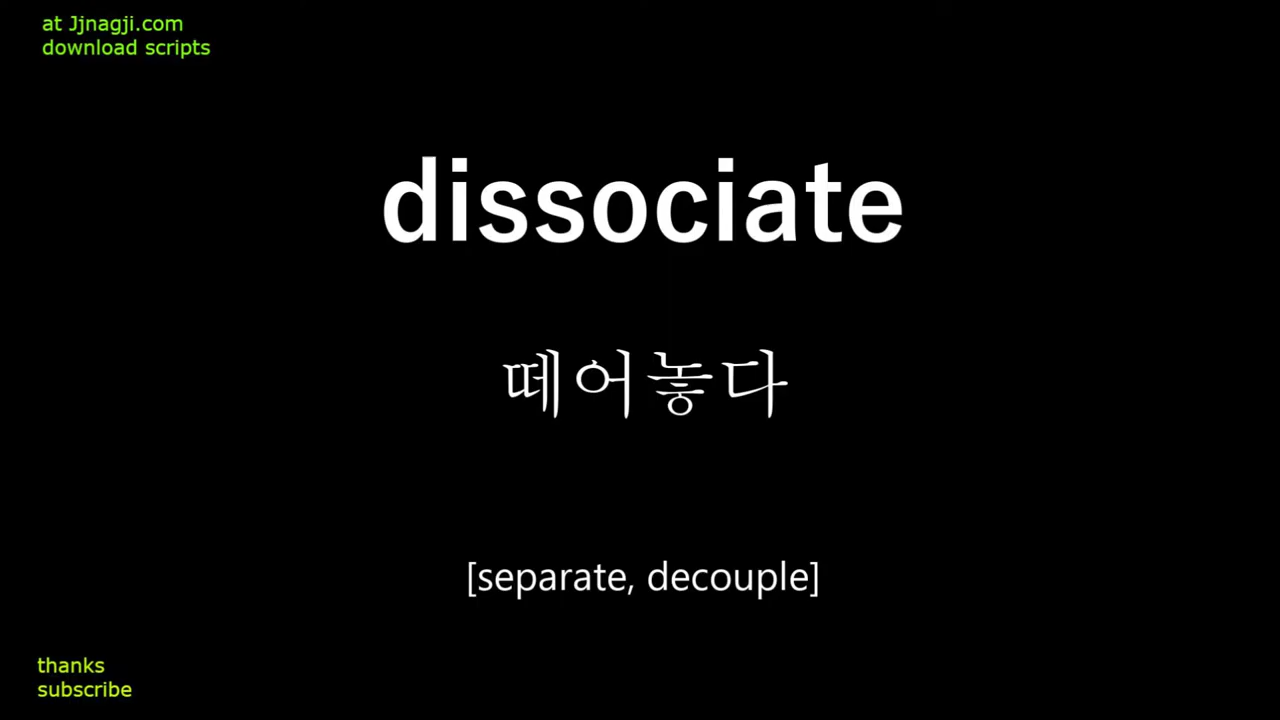 at Jjnagji.com
download scripts
dissociate
떼어놓다
[separate, decouple]
thanks
subscribe